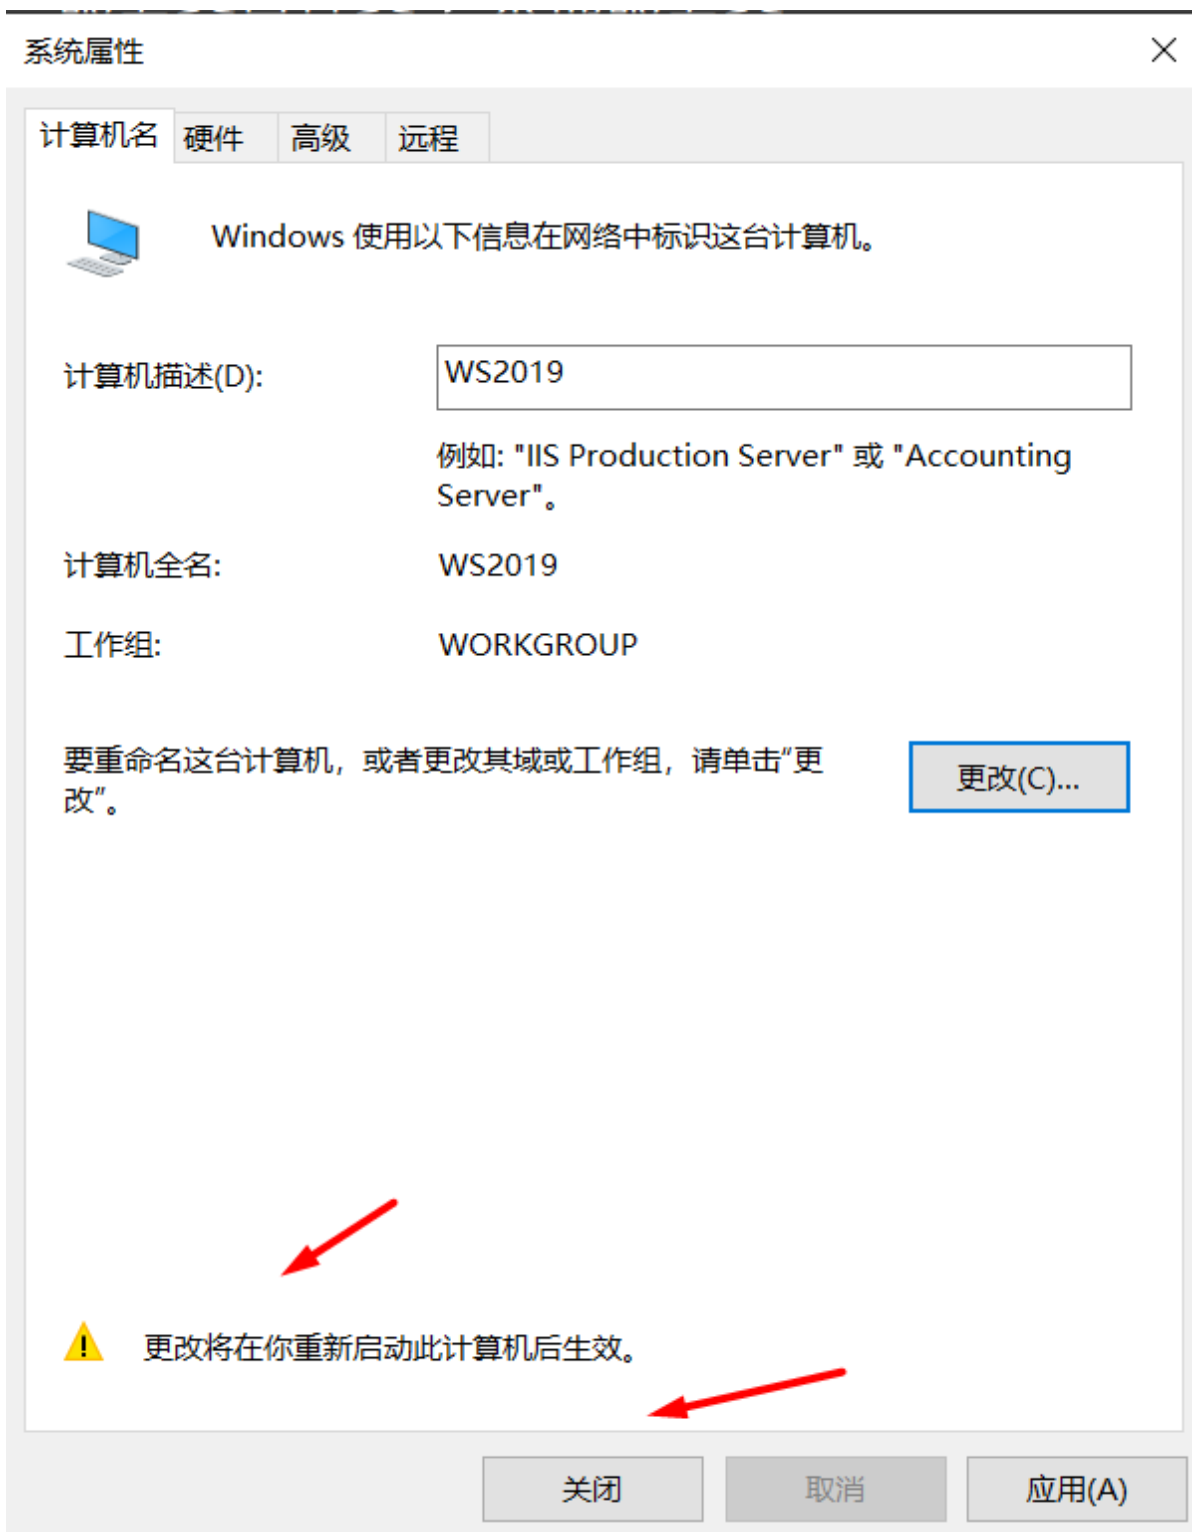 系统属性
计算机名 硬件 高级 远程
Windows 使用以下信息在网络中标识这台计算机。
计算机描述(D): WS2019
例如: "IIS Production Server" 或 "Accounting
Server"。
计算机全名: WS2019
工作组: WORKGROUP
要重命名这台计算机，或者更改其域或工作组，请单击"更
改"。
更改(C)...
更改将在你重新启动此计算机后生效。
关闭 取消 应用(A)